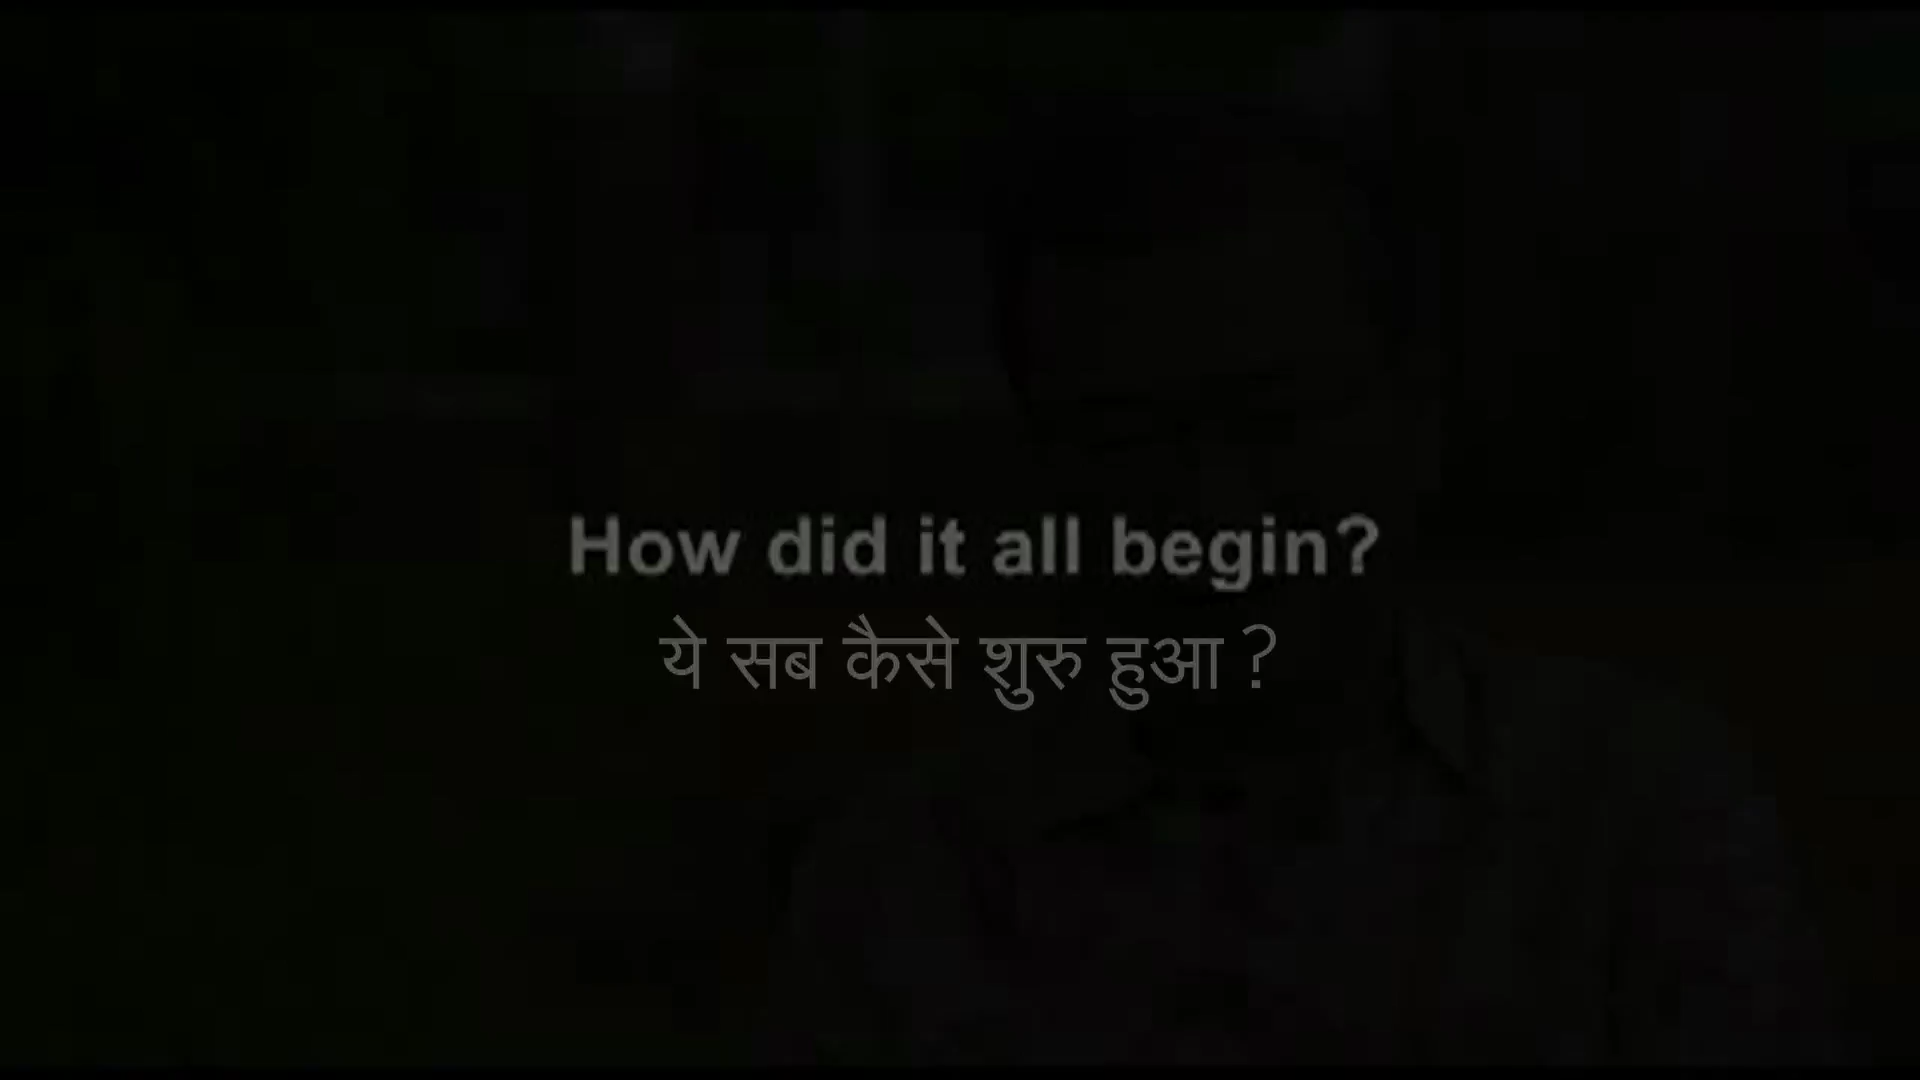 How did it all begin?
ये सब कैसे शुरु हुआ ?